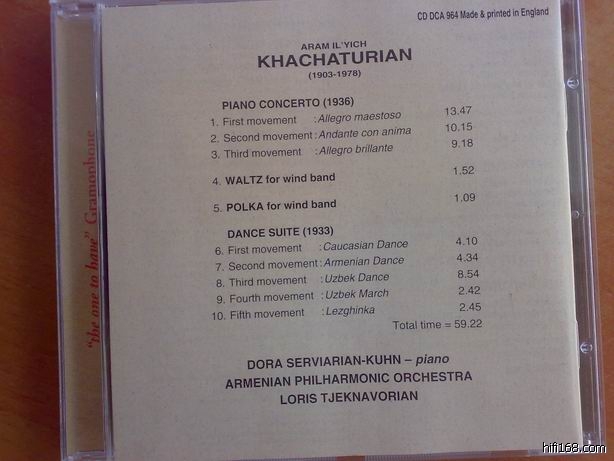 CD DCA 964 Made & printed in England
ARAM IL'YICH
KHACHATURIAN
(1903-1978)
PIANO CONCERTO (1936)
1. First movement : Allegro maestoso 13.47
2. Second movement : Andante con anima 10.15
3. Third movement : Allegro brillante 9.18
4. WALTZ for wind band 1.52
5. POLKA for wind band 1.09
DANCE SUITE (1933)
6. First movement : Caucasian Dance 4.10
7. Second movement : Armenian Dance 4.34
8. Third movement : Uzbek Dance 8.54
9. Fourth movement : Uzbek March 2.42
10. Fifth movement : Lezghinka 2.45
Total time = 59.22
DORA SERVIARIAN-KUHN – piano
ARMENIAN PHILHARMONIC ORCHESTRA
LORIS TJEKNAVORIAN
"the one to have" Gramophone
hifi168.com